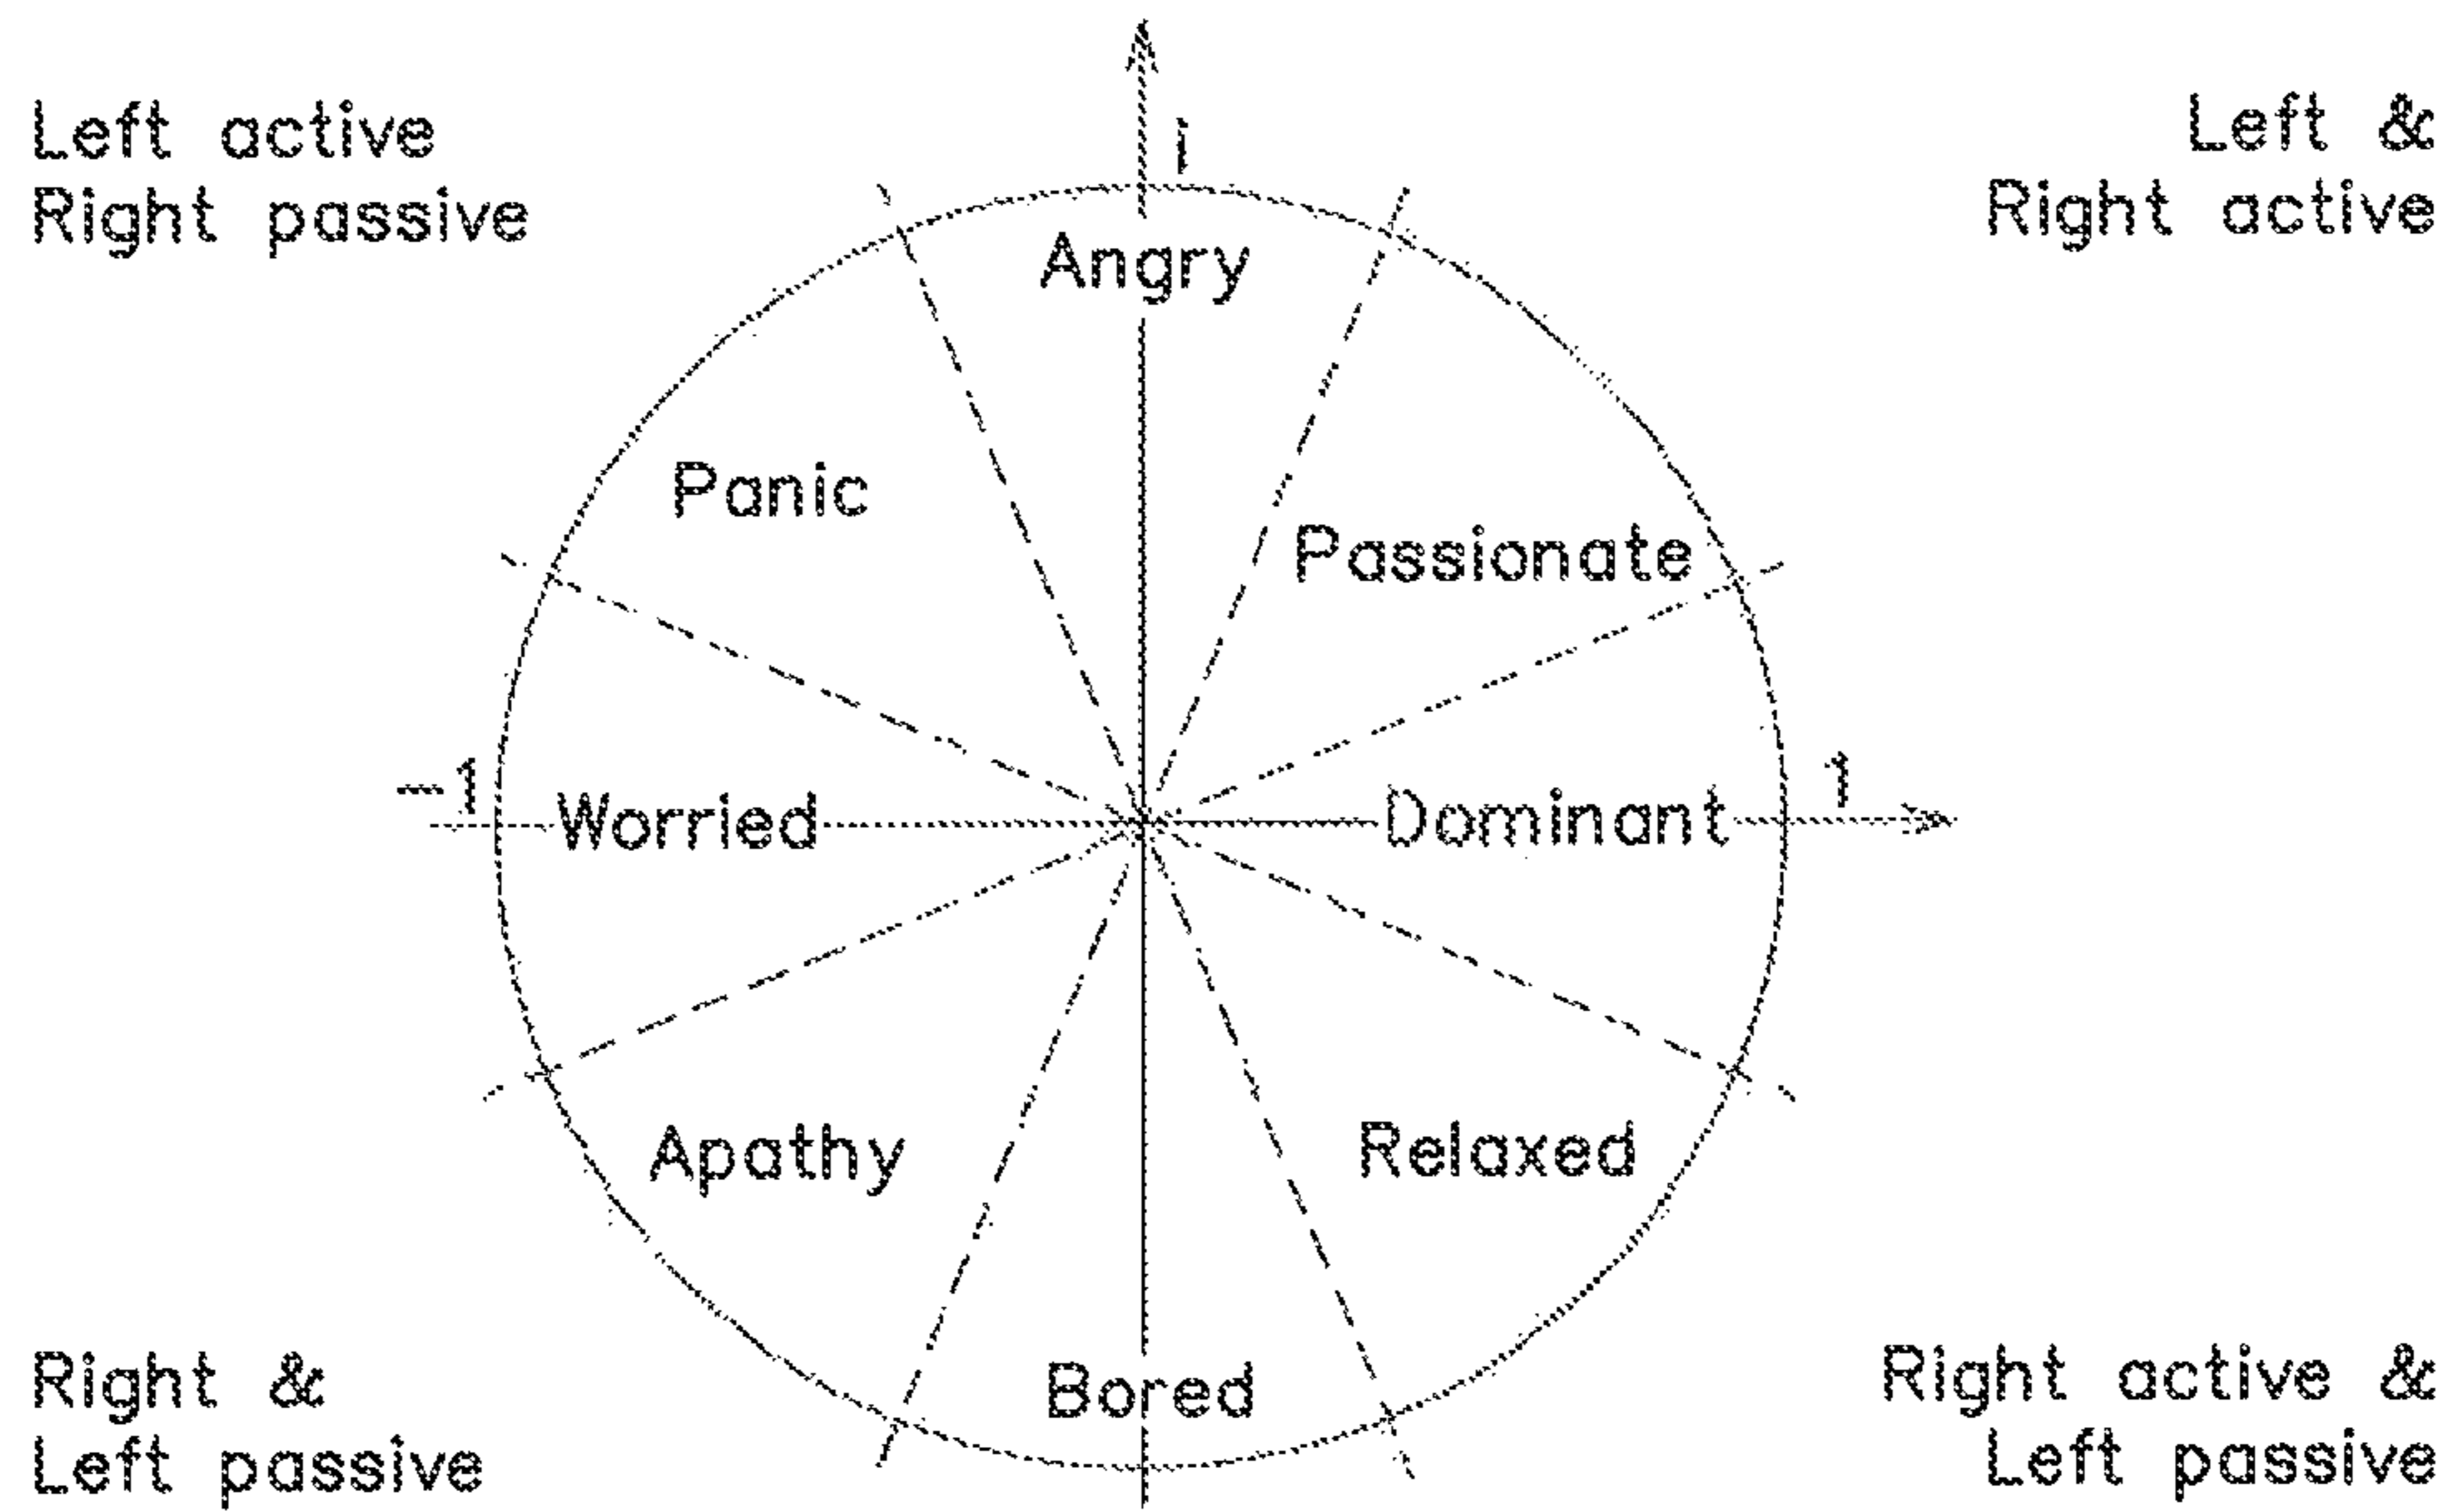 Left active
Right passive
Left &
Right active
i
Angry
Panic
Passionate
-1
Worried
Dominant
1
Apathy
Relaxed
Bored
Right &
Left passive
Right active &
Left passive